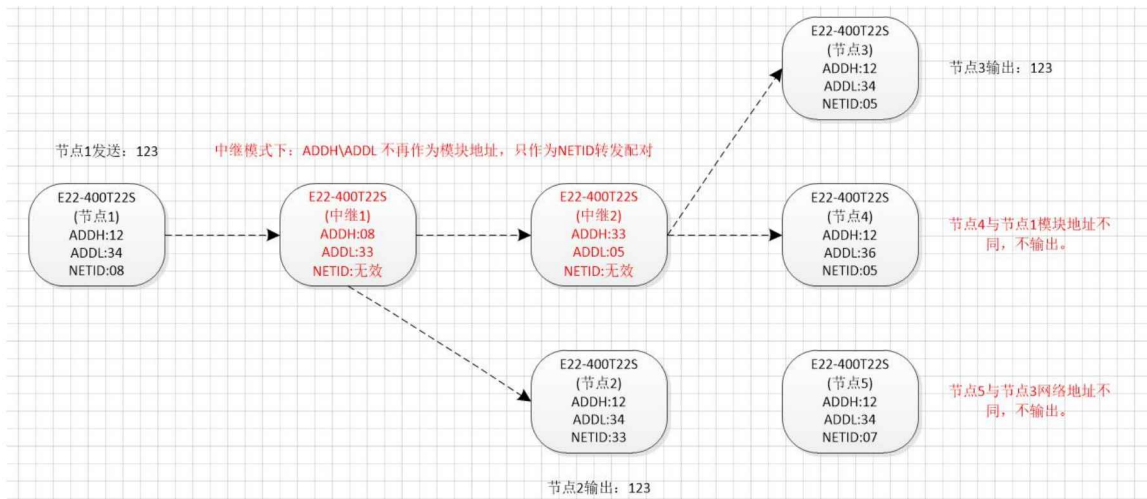 E22-400T22S
(节点3)
ADDH:12
ADDL:34
NETID:05
节点3输出：123
节点1发送：123
中继模式下：ADDH\ADDL 不再作为模块地址，只作为NETID转发配对
E22-400T22S
(节点1)
ADDH:12
ADDL:34
NETID:08
E22-400T22S
(中继1)
ADDH:08
ADDL:33
NETID:无效
E22-400T22S
(中继2)
ADDH:33
ADDL:05
NETID:无效
E22-400T22S
(节点4)
ADDH:12
ADDL:36
NETID:05
节点4与节点1模块地址不
同，不输出。
E22-400T22S
(节点2)
ADDH:12
ADDL:34
NETID:33
E22-400T22S
(节点5)
ADDH:12
ADDL:34
NETID:07
节点5与节点3网络地址不
同，不输出。
节点2输出：123